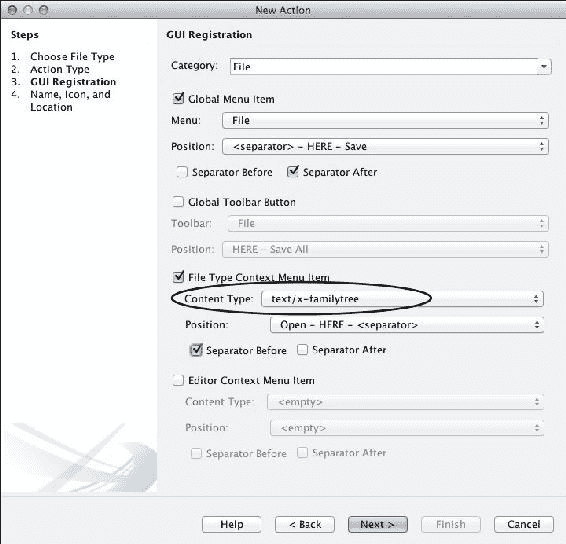 New Action
Steps
1. Choose File Type
2. Action Type
3. GUI Registration
4. Name, Icon, and
Location
GUI Registration
Category: File
Global Menu Item
Menu: File
Position: <separator> - HERE - Save
Separator Before Separator After
Global Toolbar Button
Toolbar: File
Position: HERE - Save All
File Type Context Menu Item
Content Type: text/x-familytree
Position: Open - HERE - <separator>
Separator Before Separator After
Editor Context Menu Item
Content Type: <empty>
Position: <empty>
Separator Before Separator After
Help < Back Next > Finish Cancel